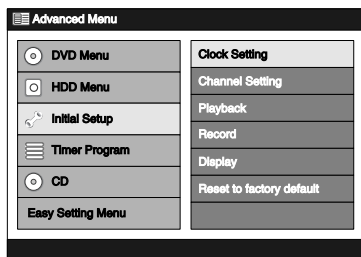 Advanced Menu
DVD Menu
HDD Menu
Initial Setup
Timer Program
CD
Easy Setting Menu
Clock Setting
Channel Setting
Playback
Record
Display
Reset to factory default